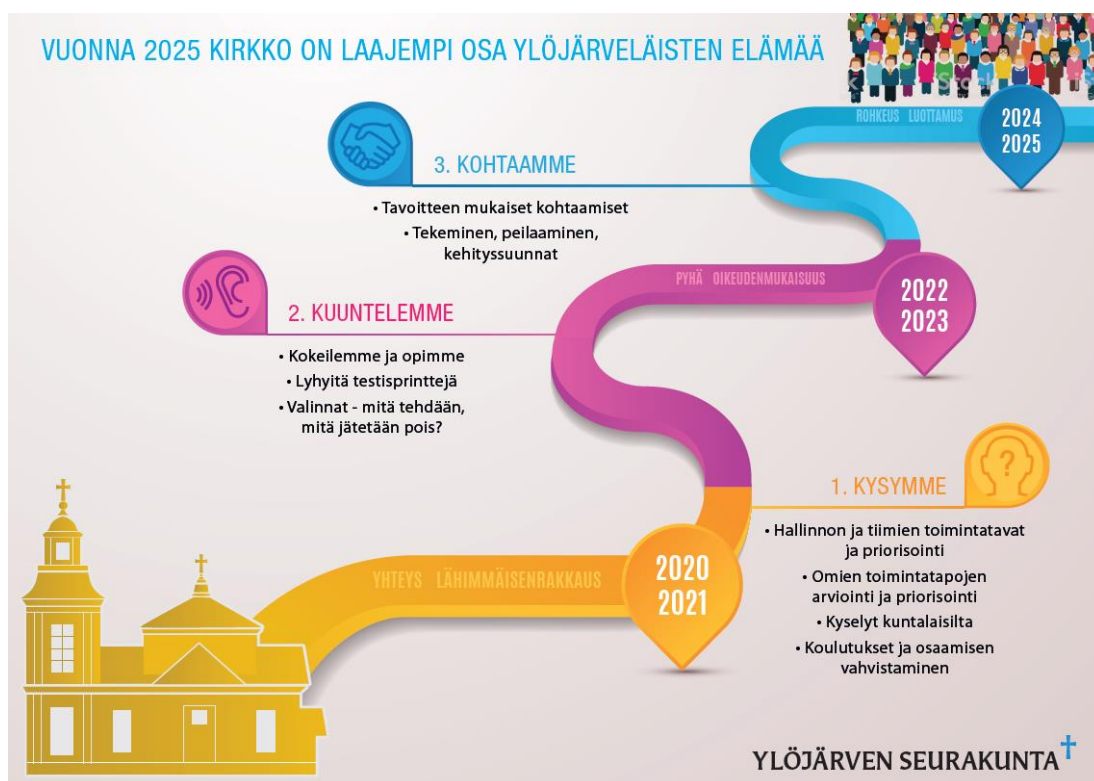 VUONNA 2025 KIRKKO ON LAAJEMPI OSA YLÖJÄRVELÄISTEN ELÄMÄÄ
ROHKEUS LUOTTAMUS
2024
2025
3. KOHTAAMME
• Tavoitteen mukaiset kohtaamiset
• Tekeminen, peilaaminen,
kehityssuunnat
PYHÄ OIKEUDENMUKAISUUS
2022
2023
2. KUUNTELEMME
• Kokeilemme ja opimme
• Lyhyitä testisprinttejä
• Valinnat - mitä tehdään,
mitä jätetään pois?
?
1. KYSYMME
• Hallinnon ja tiimien toimintatavat
ja priorisointi
• Omien toimintatapojen
arviointi ja priorisointi
• Kyselyt kuntalaisilta
• Koulutukset ja osaamisen
vahvistaminen
YHTEYS LÄHIMMÄISENRAKKAUS
2020
2021
YLÖJÄRVEN SEURAKUNTA